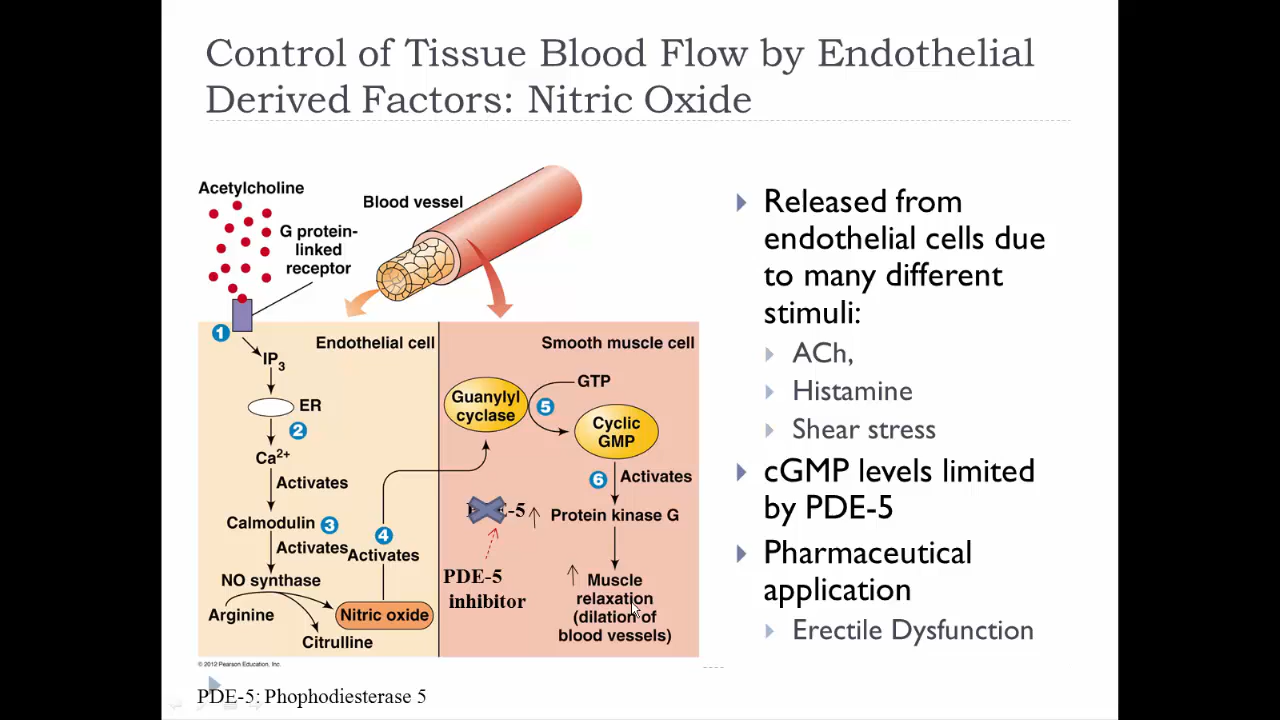 Control of Tissue Blood Flow by Endothelial
Derived Factors: Nitric Oxide
Acetylcholine
Blood vessel
G protein-
linked
receptor
1
Endothelial cell
IP3
ER
2
Ca2+
Activates
Calmodulin 3
Activates
NO synthase
Arginine
Citrulline
Nitric oxide
4
Activates
Smooth muscle cell
Guanylyl
cyclase
GTP
5
Cyclic
GMP
6 Activates
-5
Protein kinase G
PDE-5
inhibitor
Muscle
relaxation
(dilation of
blood vessels)
© 2012 Pearson Education, Inc.
PDE-5: Phophodiesterase 5
Released from
endothelial cells due
to many different
stimuli:
ACh,
Histamine
Shear stress
cGMP levels limited
by PDE-5
Pharmaceutical
application
Erectile Dysfunction